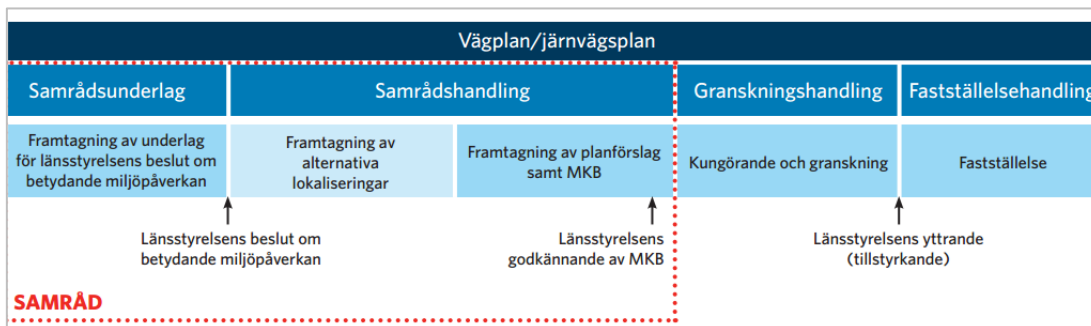 Vägplan/järnvägsplan
Samrådsunderlag
Samrådshandling
Granskningshandling
Fastställelsehandling
Framtagning av underlag
för länsstyrelsens beslut om
betydande miljöpåverkan
Framtagning av
alternativa
lokaliseringar
Framtagning av planförslag
samt MKB
Kungörande och granskning
Fastställelse
Länsstyrelsens beslut om
betydande miljöpåverkan
Länsstyrelsens
godkännande av MKB
Länsstyrelsens yttrande
(tillstyrkande)
SAMRÅD